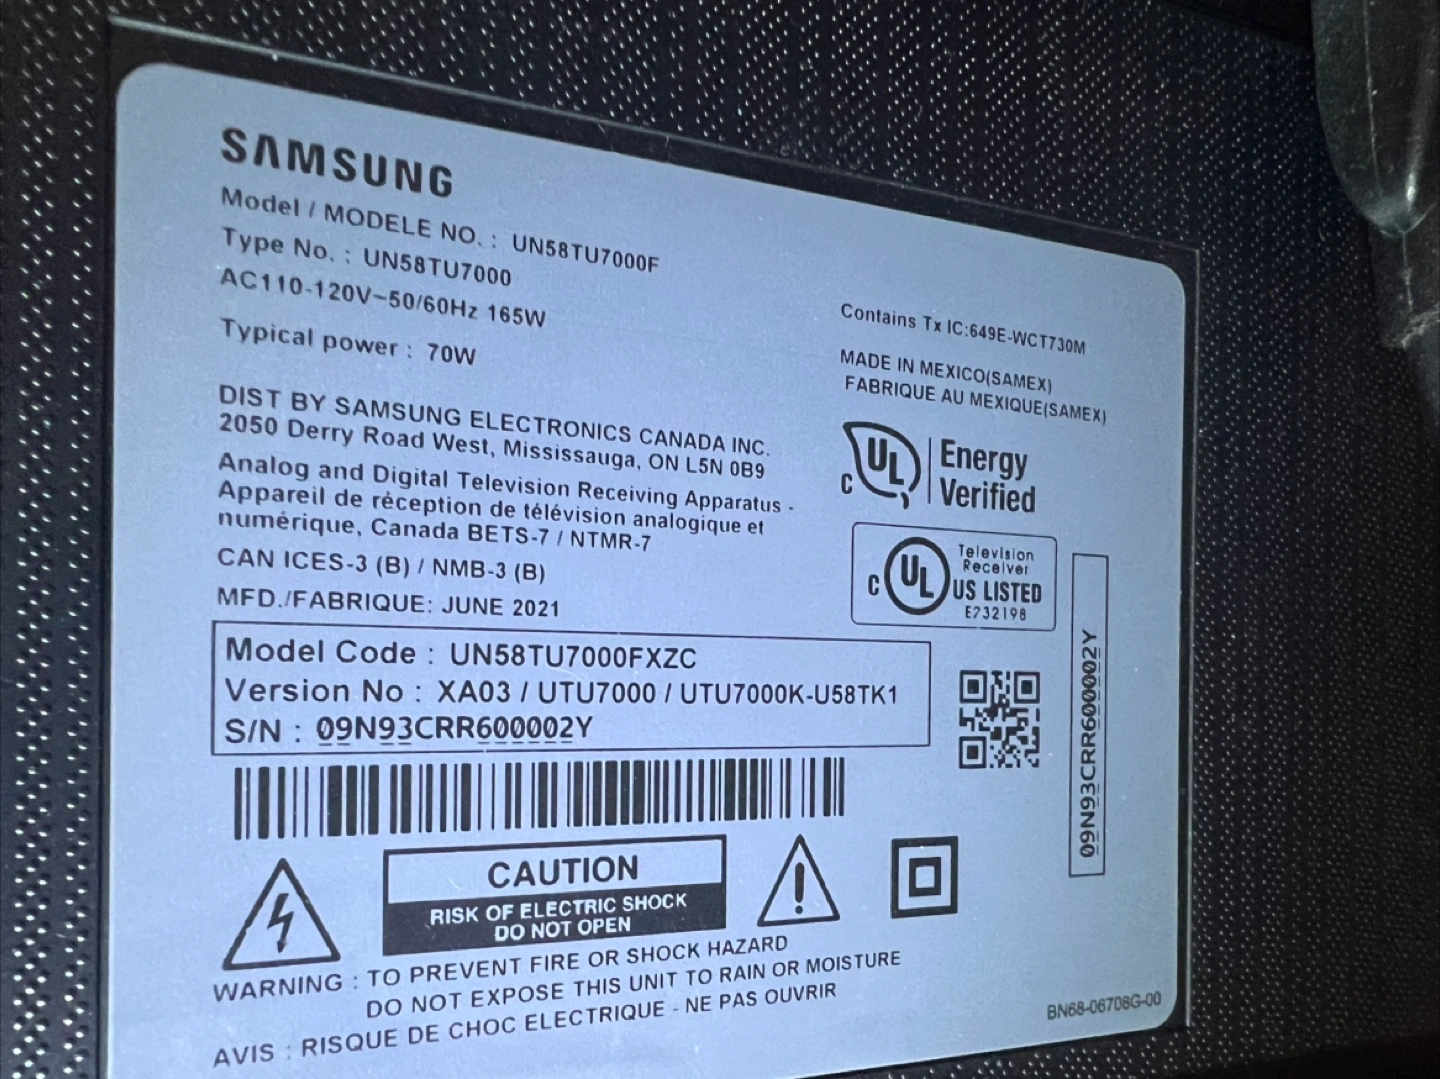 SAMSUNG
Model / MODELE NO. : UN58TU7000F
Type No. : UN58TU7000
AC110-120V~50/60Hz 165W
Typical power : 70W
DIST BY SAMSUNG ELECTRONICS CANADA INC.
2050 Derry Road West, Mississauga, ON L5N 0B9
Analog and Digital Television Receiving Apparatus -
Appareil de réception de télévision analogique et
numérique, Canada BETS-7 / NTMR-7
CAN ICES-3 (B) / NMB-3 (B)
MFD./FABRIQUE: JUNE 2021
Contains Tx IC:649E-WCT730M
MADE IN MEXICO(SAMEX)
FABRIQUE AU MEXIQUE(SAMEX)
C UL Energy
Verified
C UL Television
Receiver
US LISTED
E232198
Model Code : UN58TU7000FXZC
Version No : XA03 / UTU7000 / UTU7000K-U58TK1
S/N : 09N93CRR600002Y
09N93CRR600002Y
CAUTION
RISK OF ELECTRIC SHOCK
DO NOT OPEN
WARNING : TO PREVENT FIRE OR SHOCK HAZARD
DO NOT EXPOSE THIS UNIT TO RAIN OR MOISTURE
AVIS : RISQUE DE CHOC ELECTRIQUE - NE PAS OUVRIR
BN68-06708G-00